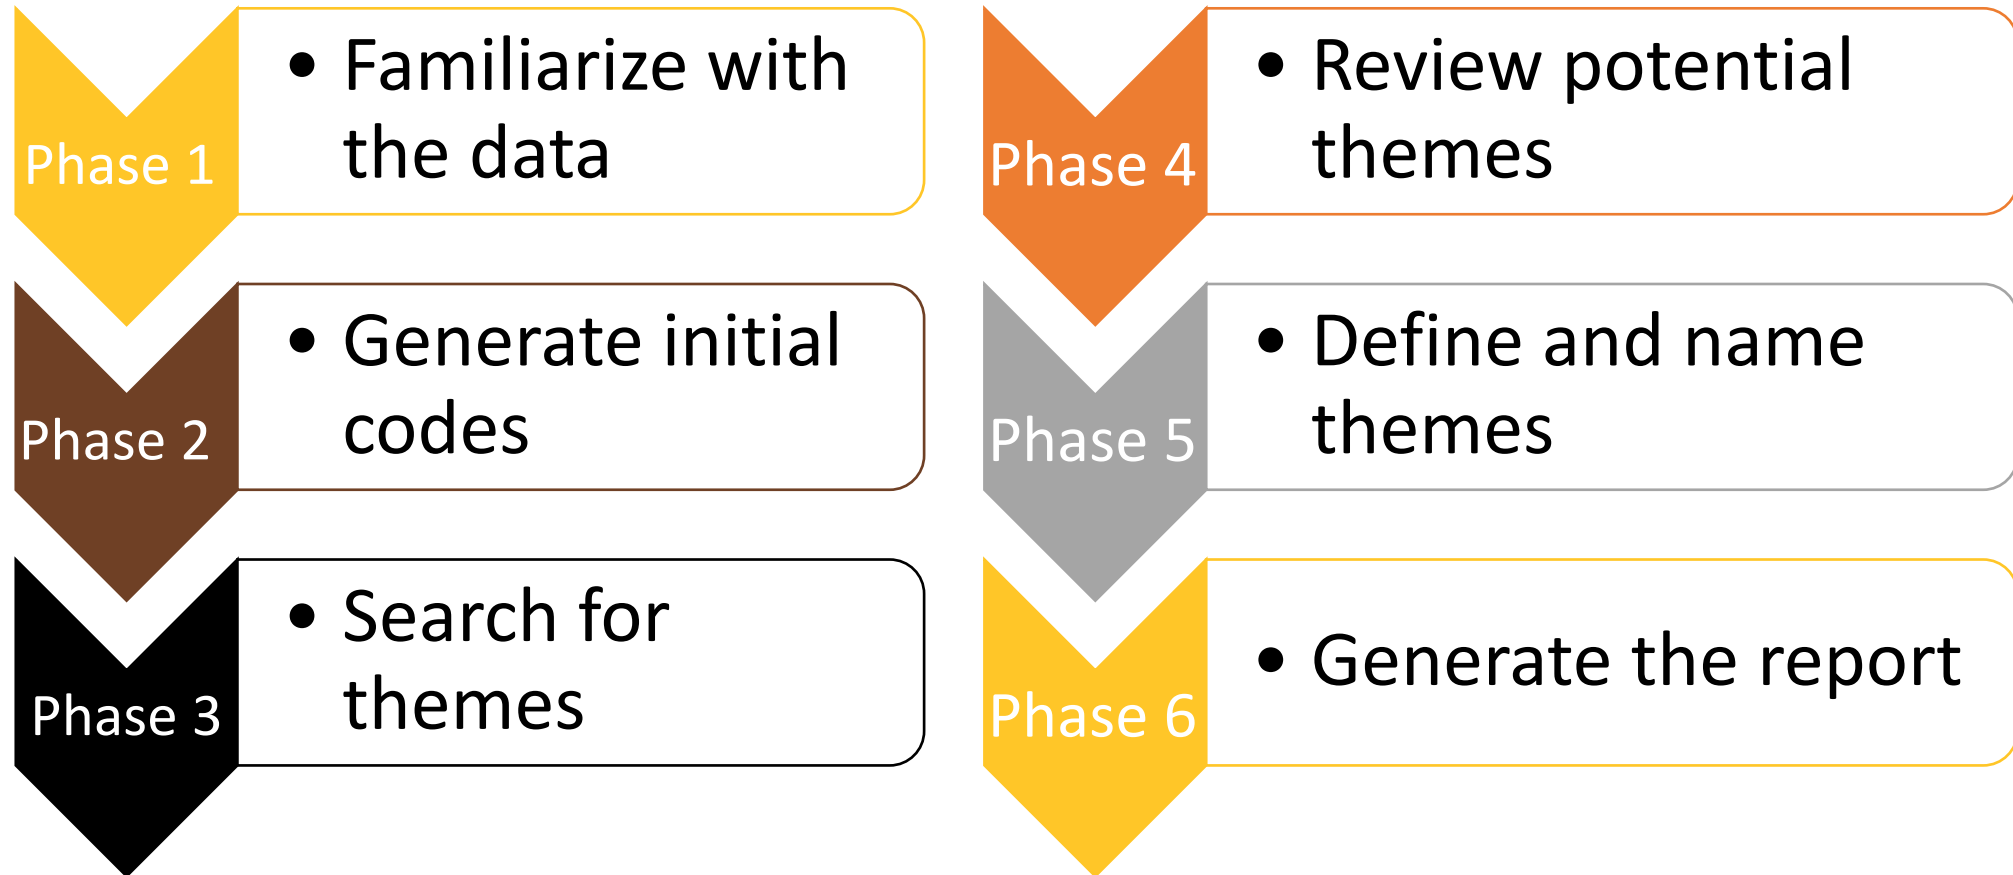 Phase 1
• Familiarize with
the data
Phase 2
• Generate initial
codes
Phase 3
• Search for
themes
Phase 4
• Review potential
themes
Phase 5
• Define and name
themes
Phase 6
• Generate the report